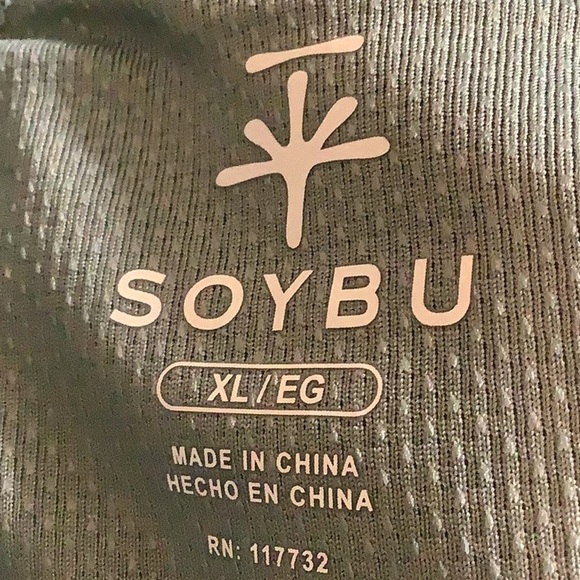 SOYBU
XL/EG
MADE IN CHINA
HECHO EN CHINA
RN: 117732